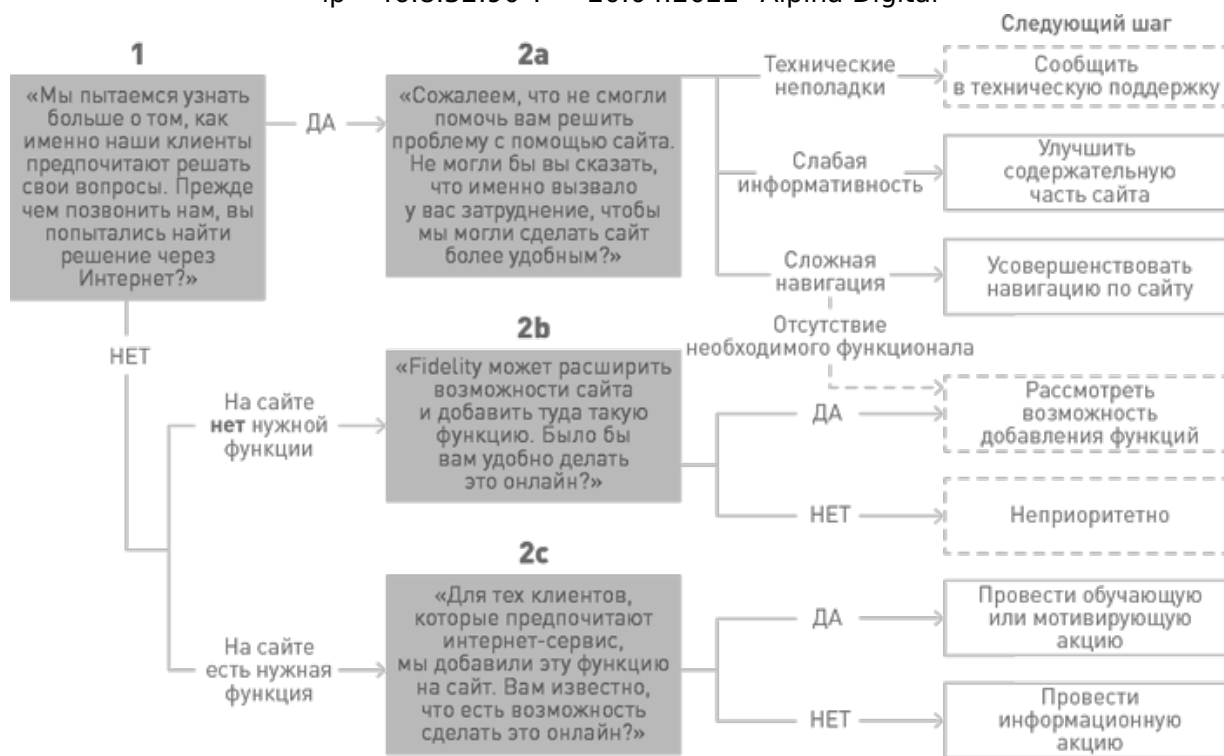 Следующий шаг
1
«Мы пытаемся узнать
больше о том, как
именно наши клиенты
предпочитают решать
свои вопросы. Прежде
чем позвонить нам, вы
попытались найти
решение через
Интернет?»
ДА
2a
«Сожалеем, что не смогли
помочь вам решить
проблему с помощью сайта.
Не могли бы вы сказать,
что именно вызвало
у вас затруднение, чтобы
мы могли сделать сайт
более удобным?»
Технические
неполадки
Сообщить
в техническую поддержку
Слабая
информативность
Улучшить
содержательную
часть сайта
Сложная
навигация
Усовершенствовать
навигацию по сайту
Отсутствие
необходимого функционала
НЕТ
На сайте
нет нужной
функции
2b
«Fidelity может расширить
возможности сайта
и добавить туда такую
функцию. Было бы
вам удобно делать
это онлайн?»
ДА
Рассмотреть
возможность
добавления функций
НЕТ
Неприоритетно
На сайте
есть нужная
функция
2c
«Для тех клиентов,
которые предпочитают
интернет-сервис,
мы добавили эту функцию
на сайт. Вам известно,
что есть возможность
сделать это онлайн?»
ДА
Провести обучающую
или мотивирующую
акцию
НЕТ
Провести
информационную
акцию